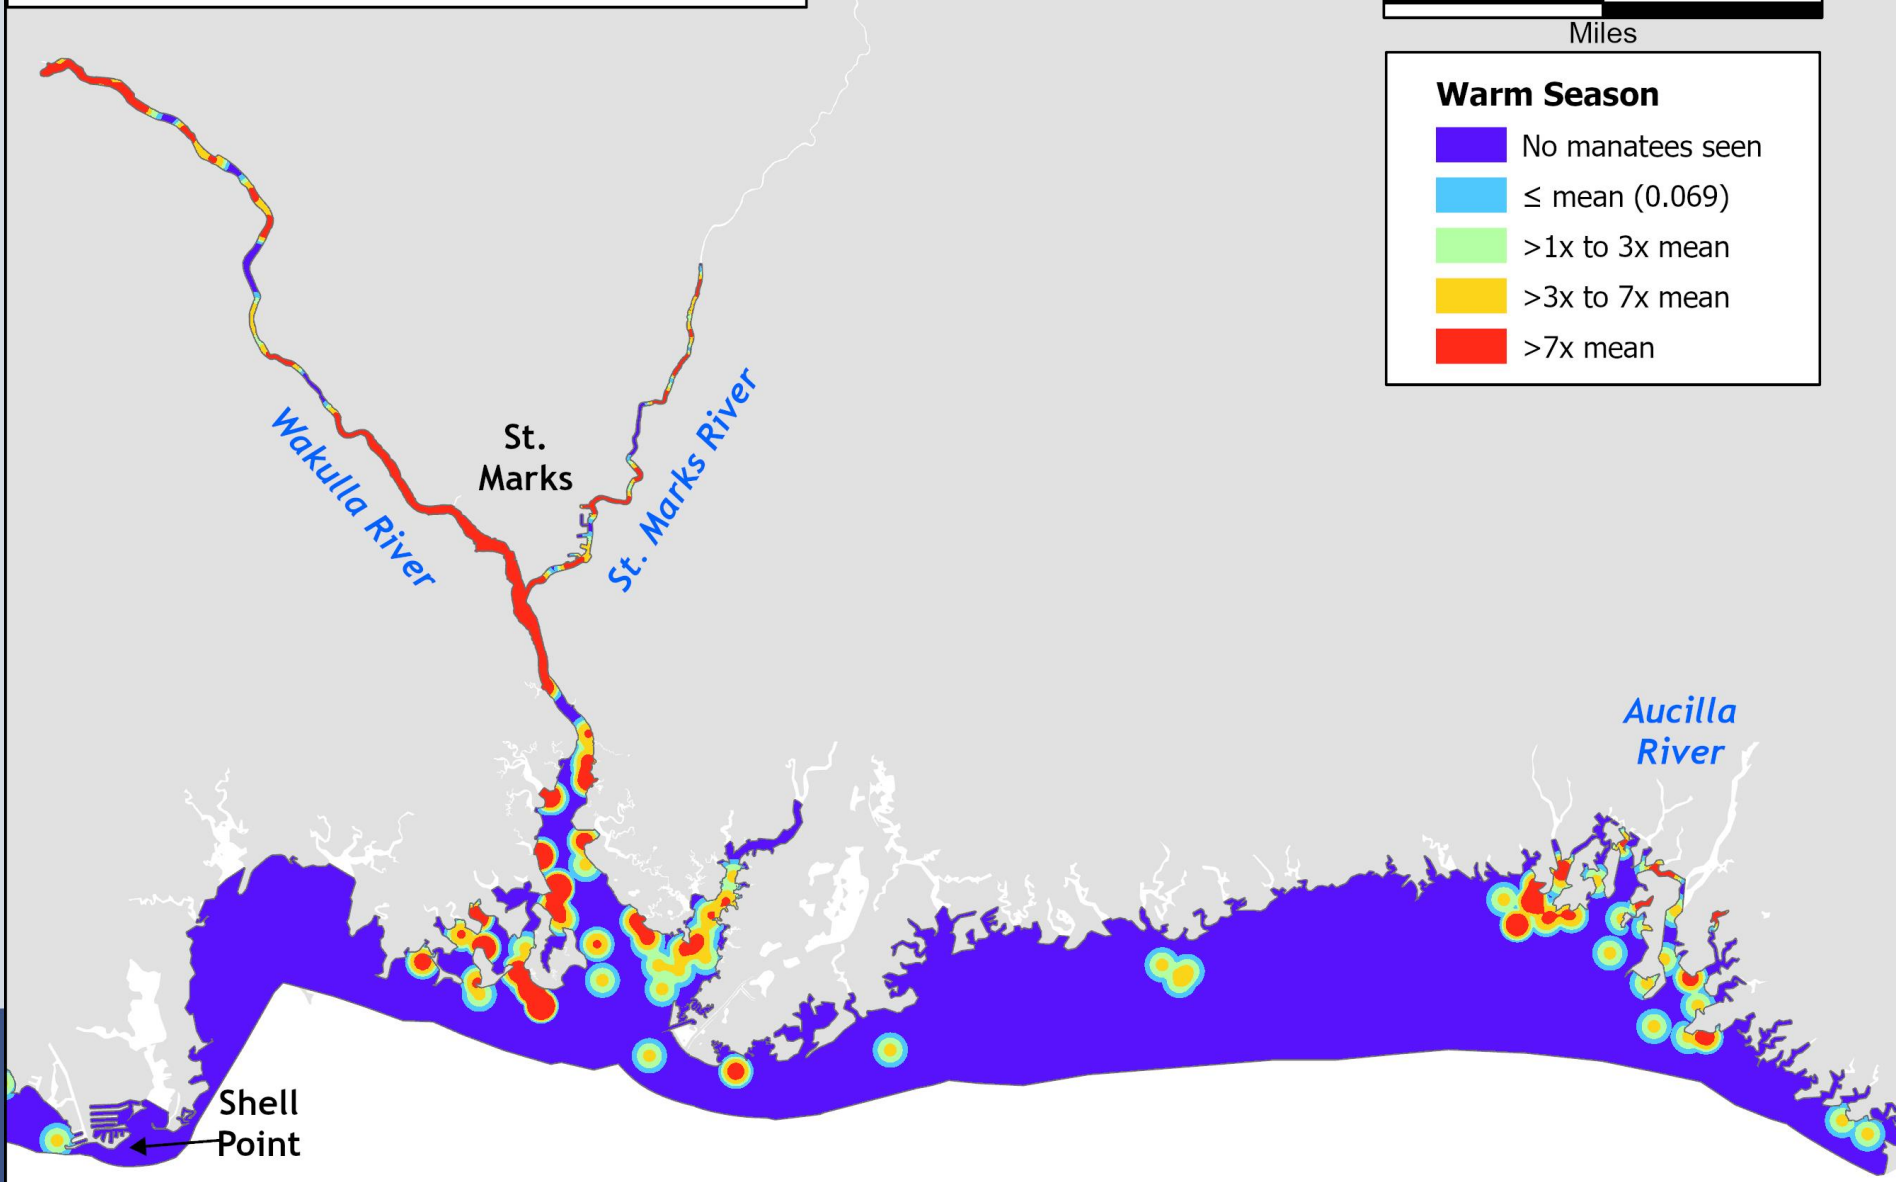 Miles
Warm Season
No manatees seen
≤ mean (0.069)
>1x to 3x mean
>3x to 7x mean
>7x mean
Wakulla River
St.
Marks
St. Marks River
Aucilla
River
Shell
Point